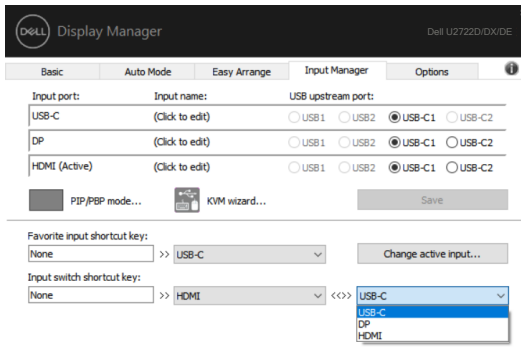 DELL Display Manager Dell U2722D/DX/DE
Basic Auto Mode Easy Arrange Input Manager Options i
Input port: Input name: USB upstream port:
USB-C (Click to edit) USB1 USB2 USB-C1 USB-C2
DP (Click to edit) USB1 USB2 USB-C1 USB-C2
HDMI (Active) (Click to edit) USB1 USB2 USB-C1 USB-C2
PIP/PBP mode... KVM wizard... Save
Favorite input shortcut key:
None >> USB-C Change active input...
Input switch shortcut key:
None >> HDMI <<>> USB-C
USB-C
DP
HDMI